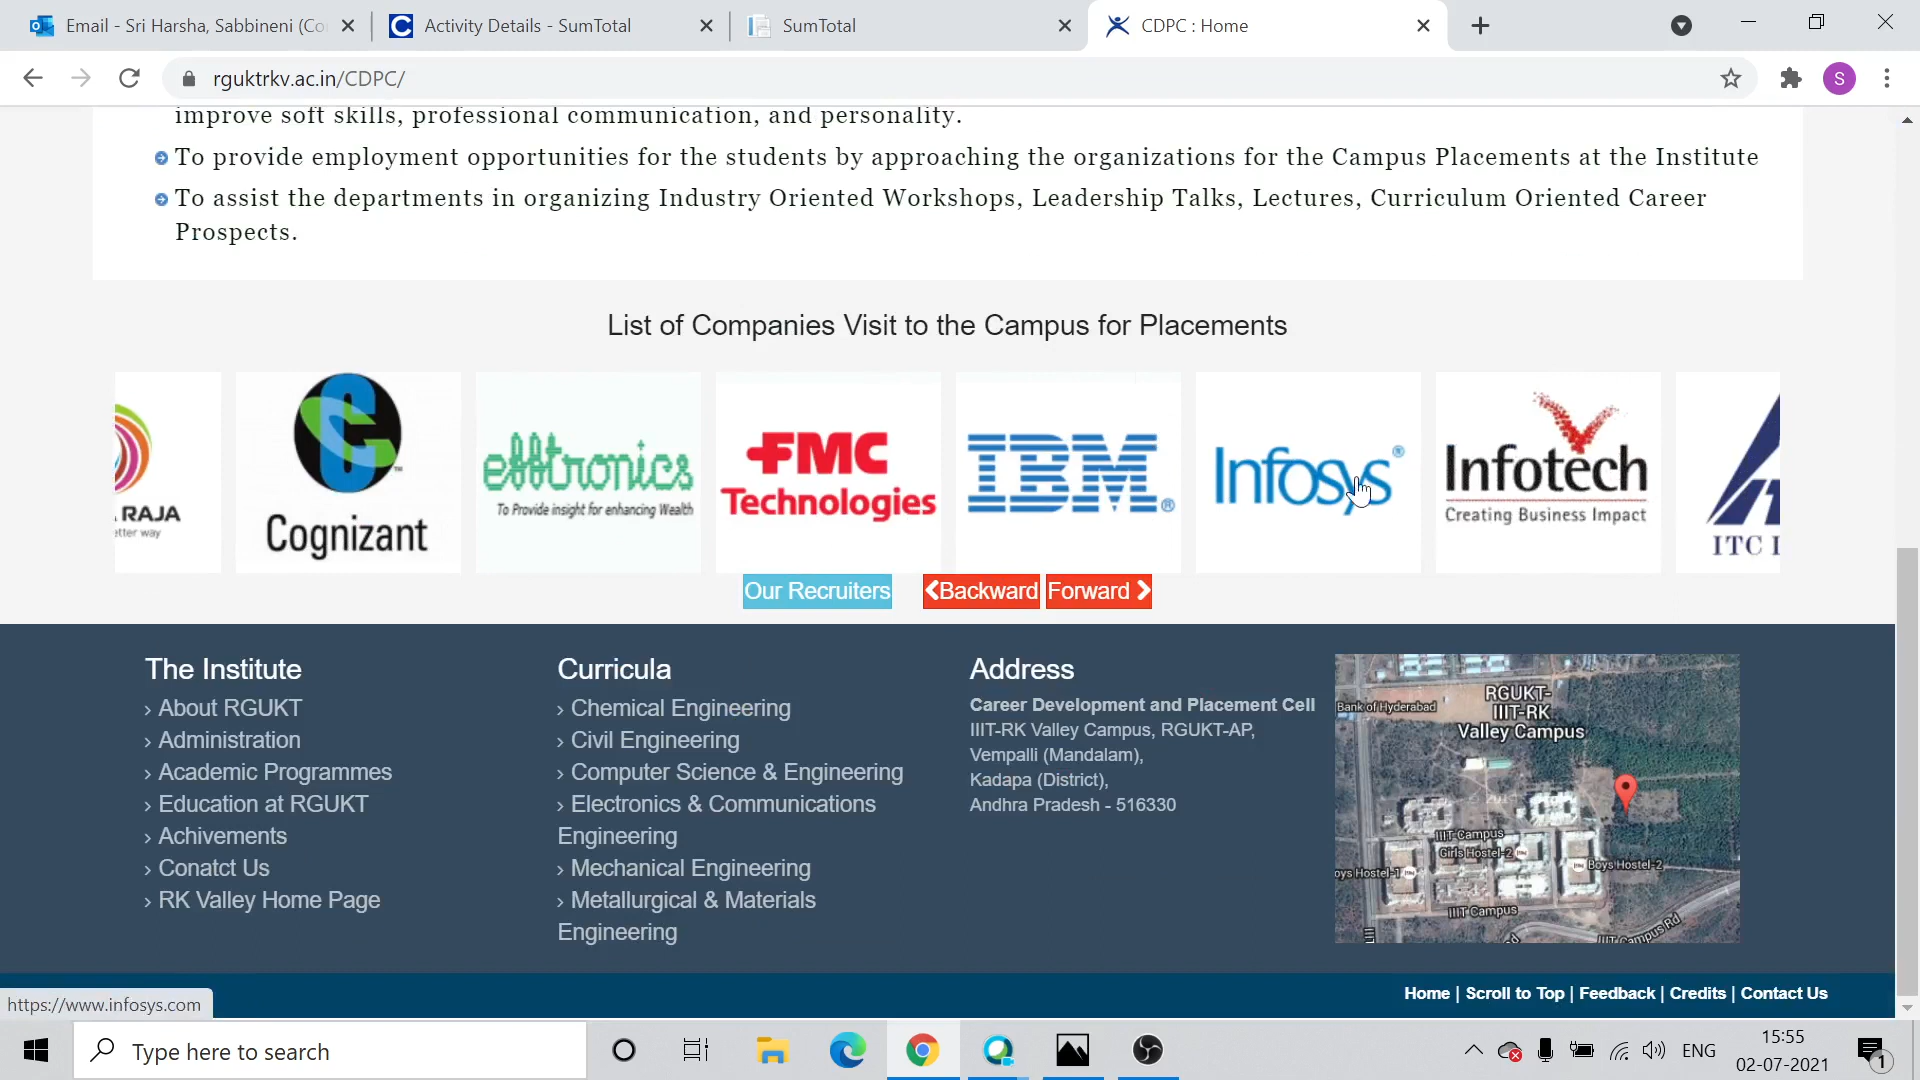 Email - Sri Harsha, Sabbineni (Co
Activity Details - SumTotal
SumTotal
CDPC : Home
rguktrkv.ac.in/CDPC/
S
improve soft skills, professional communication, and personality.
To provide employment opportunities for the students by approaching the organizations for the Campus Placements at the Institute
To assist the departments in organizing Industry Oriented Workshops, Leadership Talks, Lectures, Curriculum Oriented Career
Prospects.
List of Companies Visit to the Campus for Placements
A RAJA
etter way
Cognizant
efftronics
To Provide insight for enhancing Wealth
FMC
Technologies
IBM®
Infosys®
Infotech
Creating Business Impact
ITC I
Our Recruiters
Backward
Forward
The Institute
› About RGUKT
› Administration
› Academic Programmes
› Education at RGUKT
› Achivements
› Conatct Us
› RK Valley Home Page
Curricula
› Chemical Engineering
› Civil Engineering
› Computer Science & Engineering
› Electronics & Communications
Engineering
› Mechanical Engineering
› Metallurgical & Materials
Engineering
Address
Career Development and Placement Cell
IIIT-RK Valley Campus, RGUKT-AP,
Vempalli (Mandalam),
Kadapa (District),
Andhra Pradesh - 516330
RGUKT-
IIIT-RK
Valley Campus
Bank of Hyderabad
IIIT Campus
Girls Hostel-2
Boys Hostel-2
oys Hostel-1
IIIT Campus
IIIT Campus Rd
Home | Scroll to Top | Feedback | Credits | Contact Us
https://www.infosys.com
Type here to search
ENG
15:55
02-07-2021
1